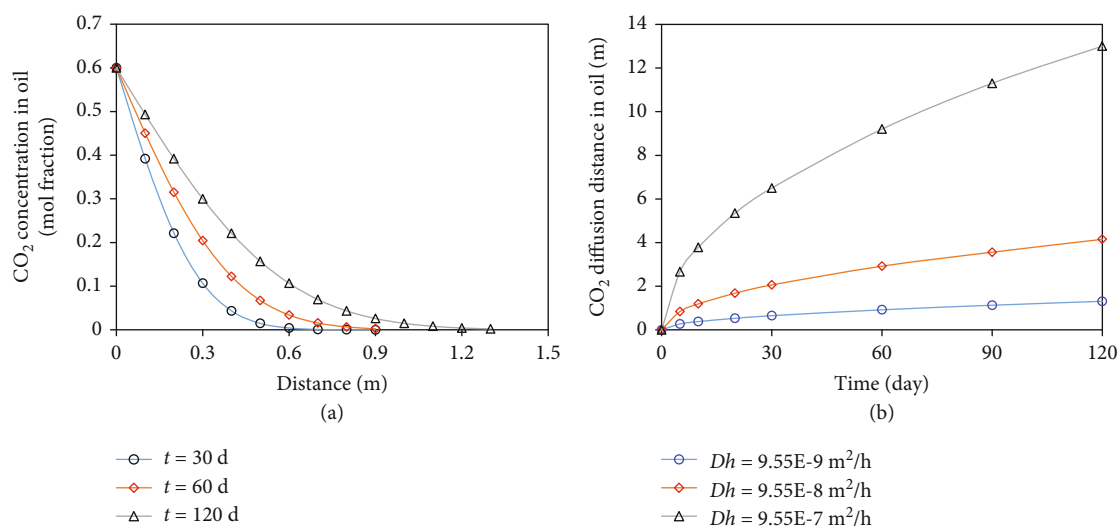 0.7
0.6
0.5
0.4
0.3
0.2
0.1
0
CO₂ concentration in oil
(mol fraction)
0 0.3 0.6 0.9 1.2 1.5
Distance (m)
(a)
t = 30 d
t = 60 d
t = 120 d
14
12
10
8
6
4
2
0
CO₂ diffusion distance in oil (m)
0 30 60 90 120
Time (day)
(b)
Dh = 9.55E-9 m²/h
Dh = 9.55E-8 m²/h
Dh = 9.55E-7 m²/h